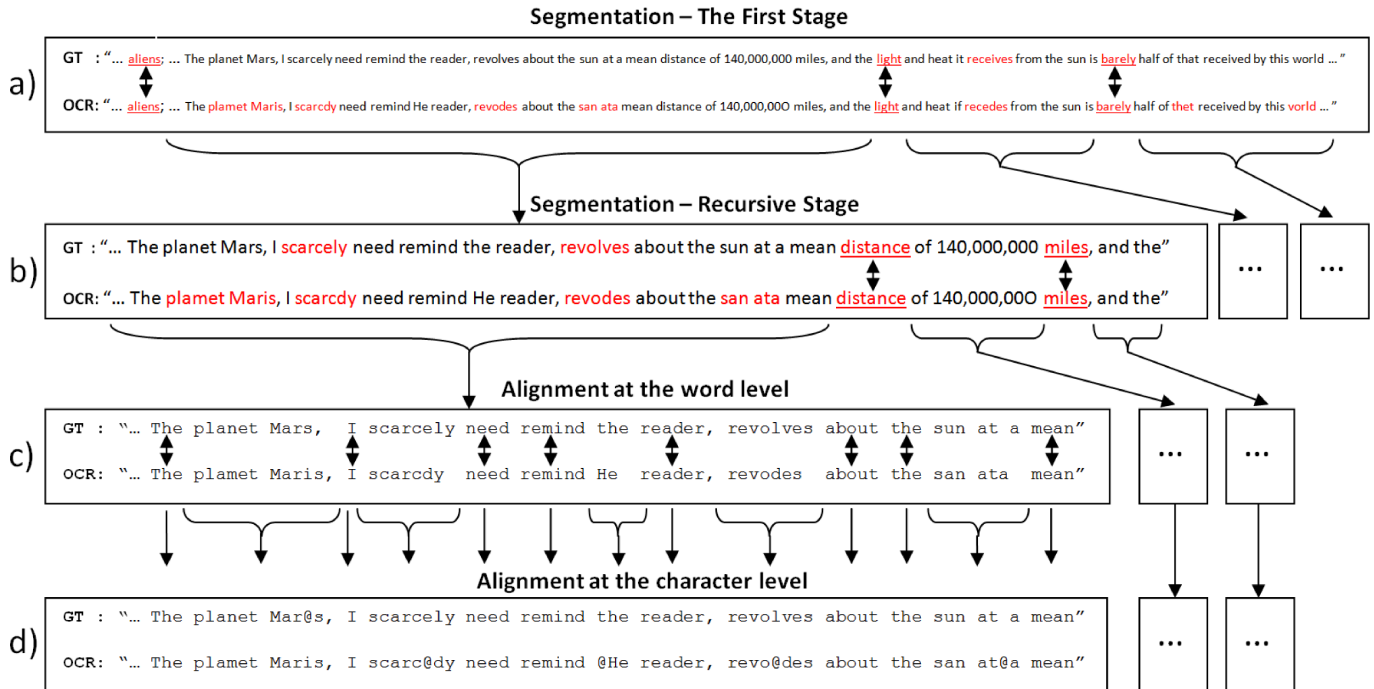 Segmentation – The First Stage
a)
GT : "... aliens; ... The planet Mars, I scarcely need remind the reader, revolves about the sun at a mean distance of 140,000,000 miles, and the light and heat it receives from the sun is barely half of that received by this world ..."
OCR: "... aliens; ... The plamet Maris, I scarcdy need remind He reader, revodes about the san ata mean distance of 140,000,00O miles, and the light and heat if recedes from the sun is barely half of thet received by this vorld ..."
Segmentation – Recursive Stage
b)
GT : "... The planet Mars, I scarcely need remind the reader, revolves about the sun at a mean distance of 140,000,000 miles, and the"
...
...
OCR: "... The plamet Maris, I scarcdy need remind He reader, revodes about the san ata mean distance of 140,000,00O miles, and the"
Alignment at the word level
c)
GT : "... The planet Mars, I scarcely need remind the reader, revolves about the sun at a mean"
...
...
OCR: "... The plamet Maris, I scarcdy need remind He reader, revodes about the san ata mean"
Alignment at the character level
d)
GT : "... The planet Mar@s, I scarcely need remind the reader, revolves about the sun at a mean"
...
...
OCR: "... The plamet Maris, I scarc@dy need remind @He reader, revo@des about the san at@a mean"